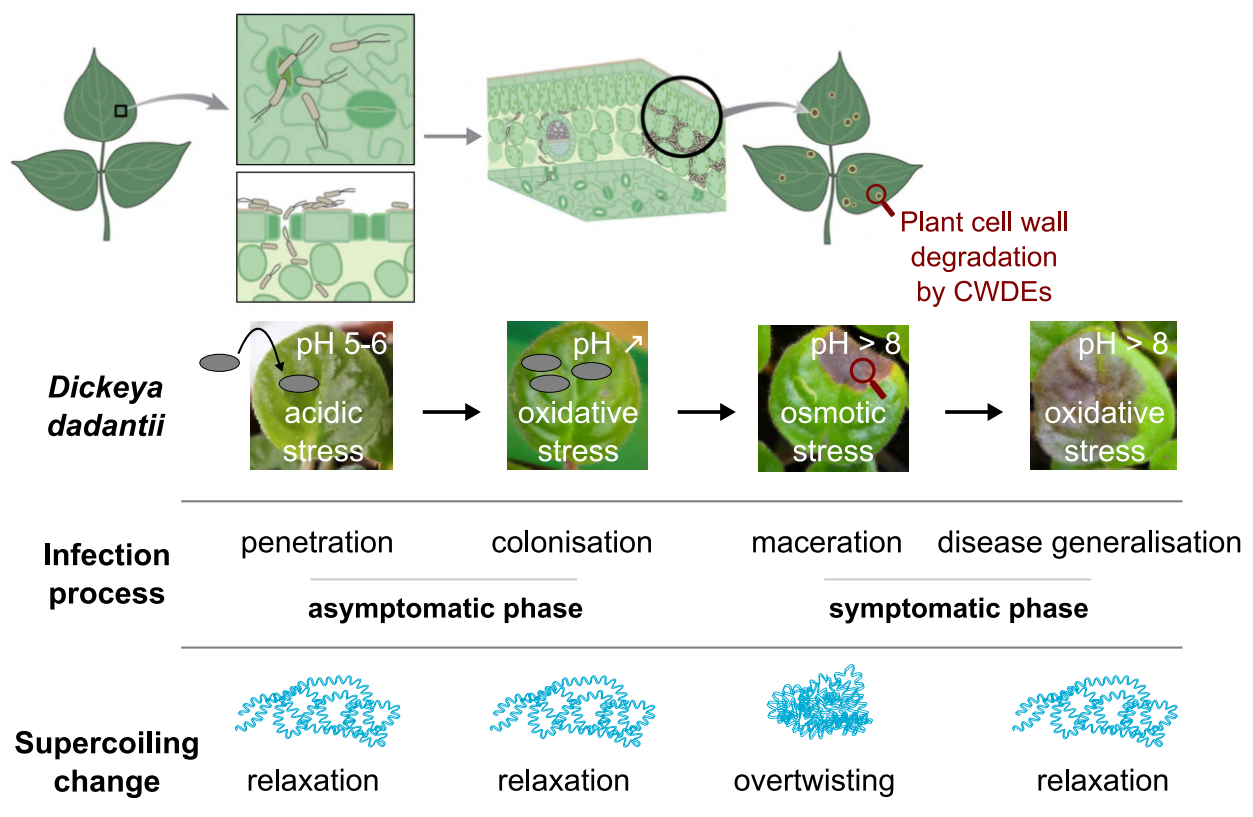 Plant cell wall
degradation
by CWDEs
Dickeya
dadantii
pH 5-6
acidic
stress
pH ↗
oxidative
stress
pH > 8
osmotic
stress
pH > 8
oxidative
stress
Infection
process
penetration
colonisation
maceration
disease generalisation
asymptomatic phase
symptomatic phase
Supercoiling
change
relaxation
relaxation
overtwisting
relaxation